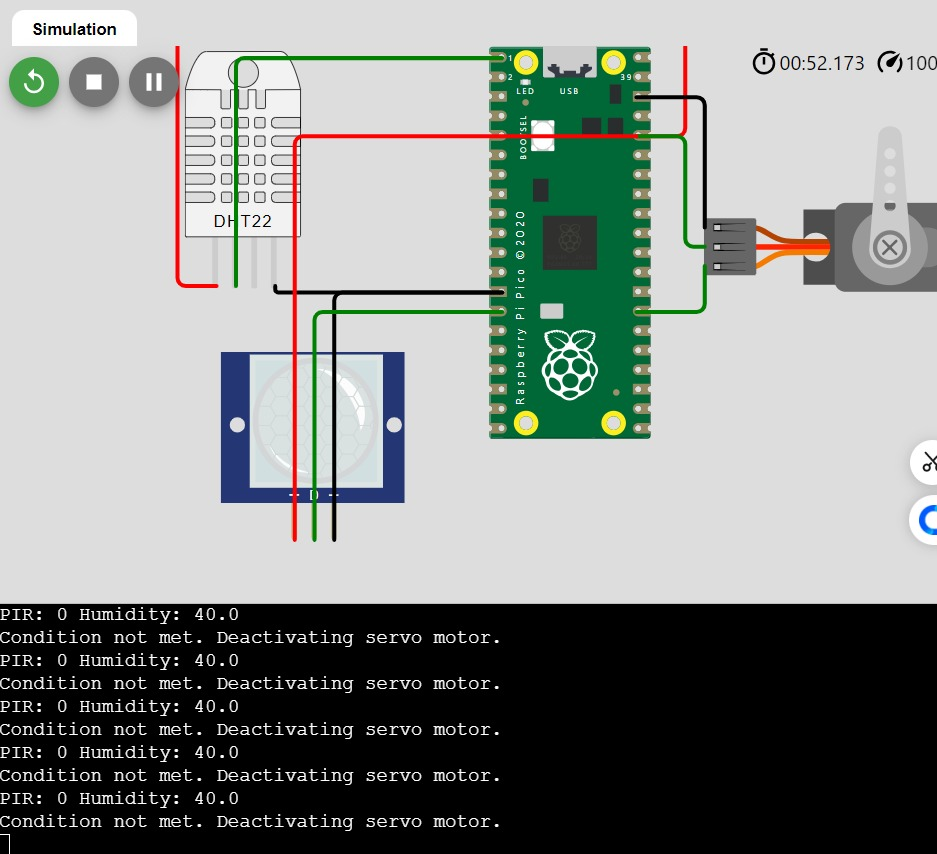 Simulation
00:52.173 100
DHT22
1
2
39
LED
USB
BOOTSEL
Raspberry Pi Pico ©2020
D
PIR: 0 Humidity: 40.0
Condition not met. Deactivating servo motor.
PIR: 0 Humidity: 40.0
Condition not met. Deactivating servo motor.
PIR: 0 Humidity: 40.0
Condition not met. Deactivating servo motor.
PIR: 0 Humidity: 40.0
Condition not met. Deactivating servo motor.
PIR: 0 Humidity: 40.0
Condition not met. Deactivating servo motor.